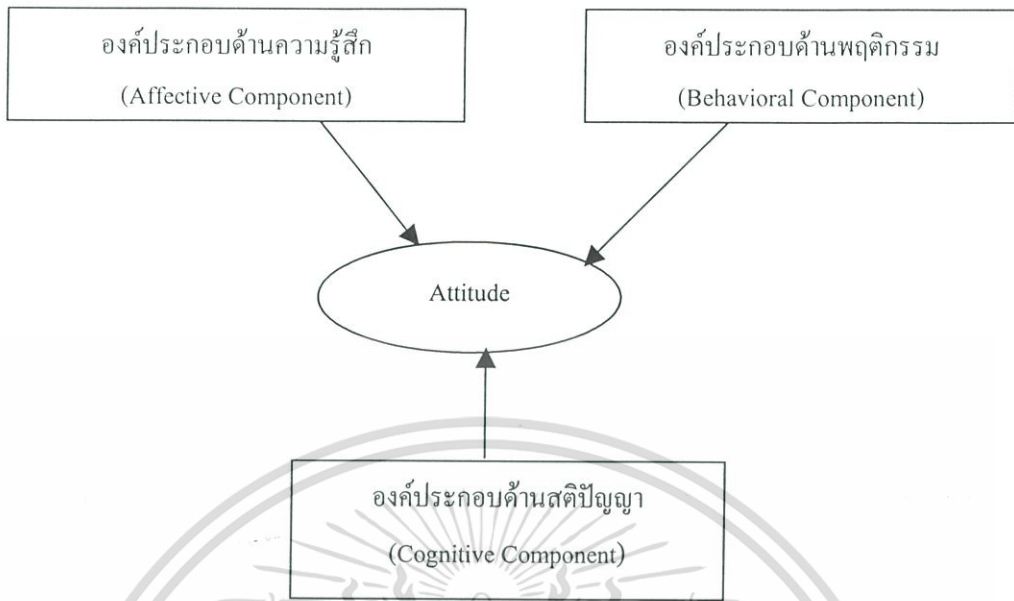 องค์ประกอบด้านความรู้สึก
(Affective Component)
องค์ประกอบด้านพฤติกรรม
(Behavioral Component)
Attitude
องค์ประกอบด้านสติปัญญา
(Cognitive Component)